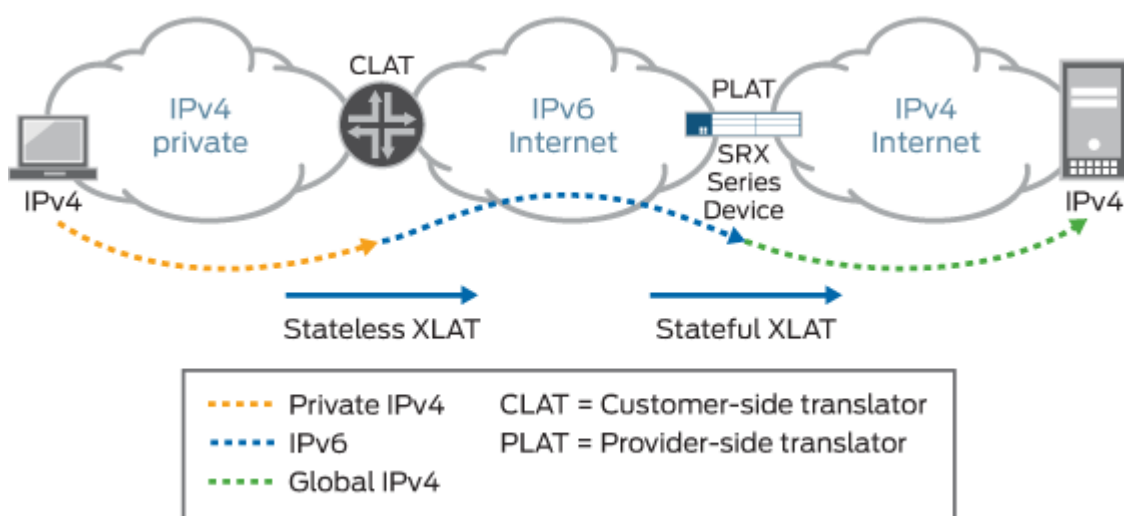 IPv4
private
CLAT
IPv6
Internet
PLAT
SRX
Series
Device
IPv4
Internet
IPv4
IPv4
Stateless XLAT
Stateful XLAT
Private IPv4
IPv6
Global IPv4
CLAT = Customer-side translator
PLAT = Provider-side translator